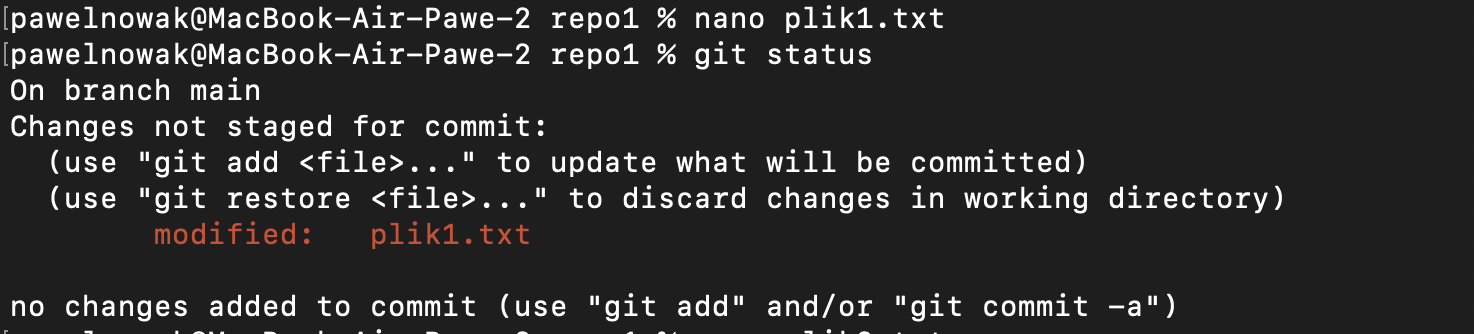 [pawelnowak@MacBook-Air-Pawe-2 repo1 % nano plik1.txt
[pawelnowak@MacBook-Air-Pawe-2 repo1 % git status
On branch main
Changes not staged for commit:
  (use "git add <file>..." to update what will be committed)
  (use "git restore <file>..." to discard changes in working directory)
        modified:   plik1.txt

no changes added to commit (use "git add" and/or "git commit -a")